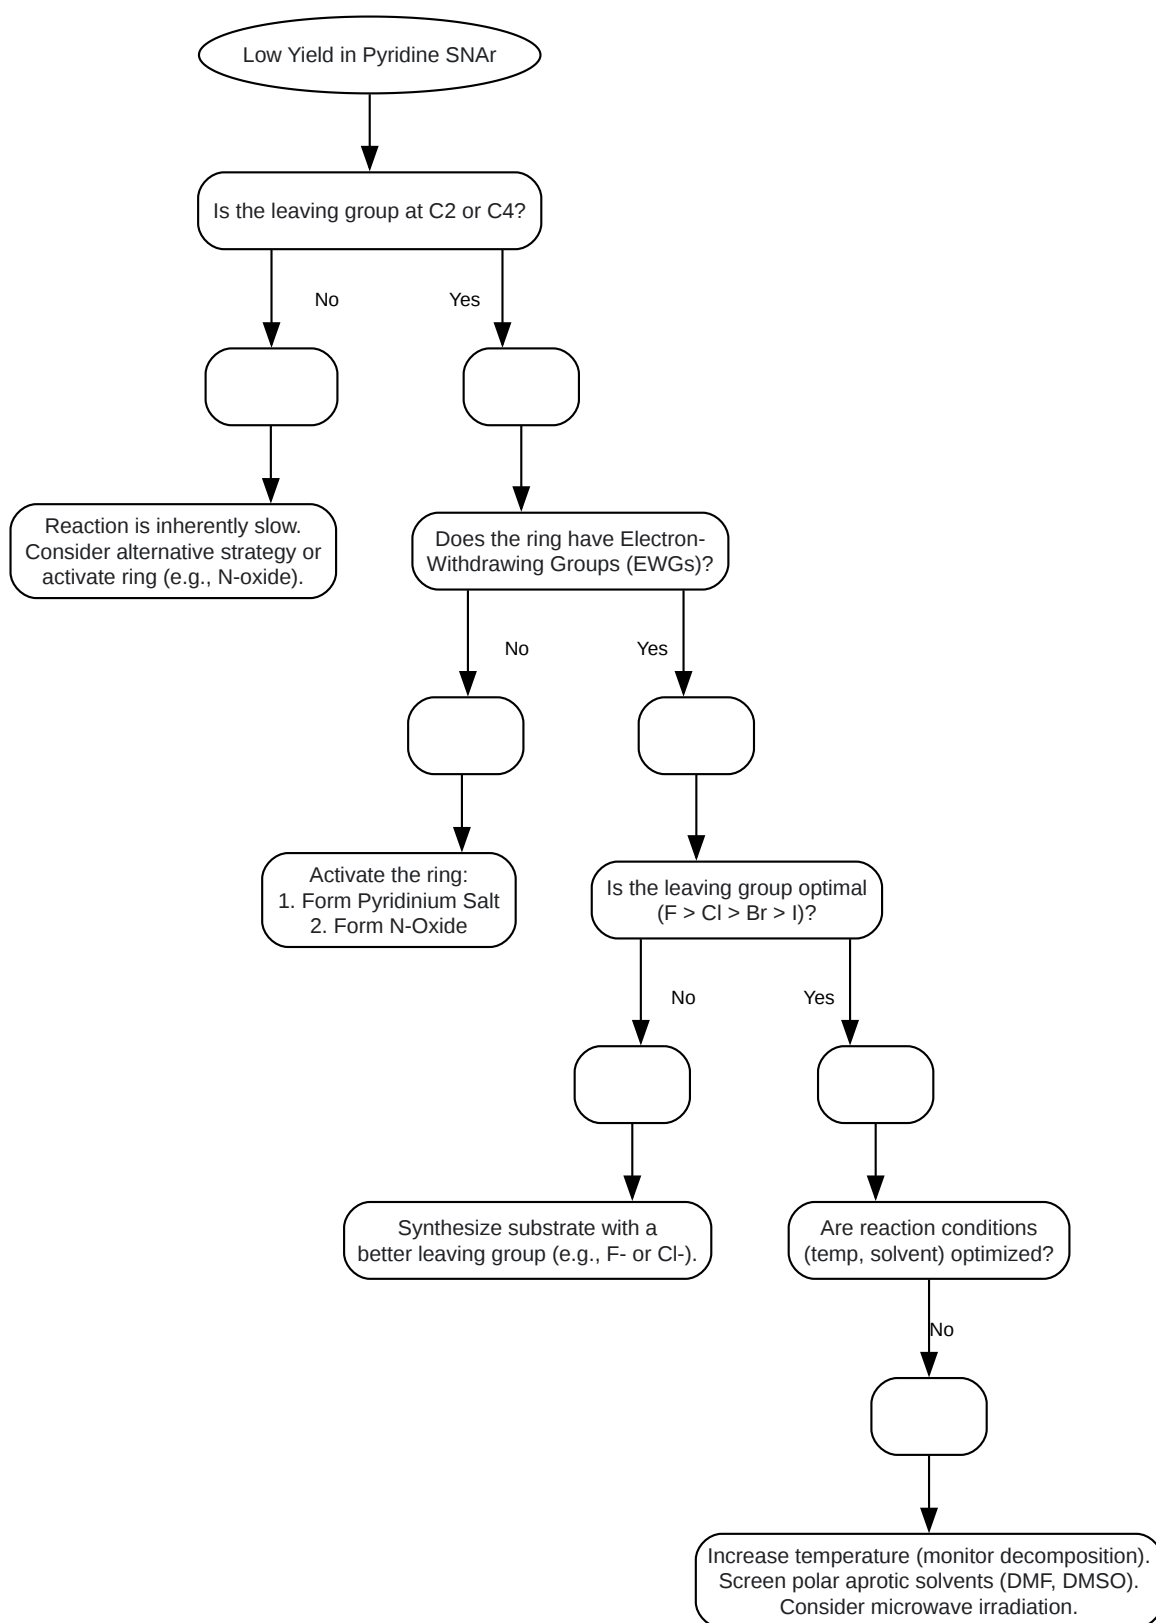 Low Yield in Pyridine SNAr
Is the leaving group at C2 or C4?
No
Yes
Reaction is inherently slow.
Consider alternative strategy or
activate ring (e.g., N-oxide).
Does the ring have Electron-
Withdrawing Groups (EWGs)?
No
Yes
Activate the ring:
1. Form Pyridinium Salt
2. Form N-Oxide
Is the leaving group optimal
(F > Cl > Br > I)?
No
Yes
Synthesize substrate with a
better leaving group (e.g., F- or Cl-).
Are reaction conditions
(temp, solvent) optimized?
No
Increase temperature (monitor decomposition).
Screen polar aprotic solvents (DMF, DMSO).
Consider microwave irradiation.